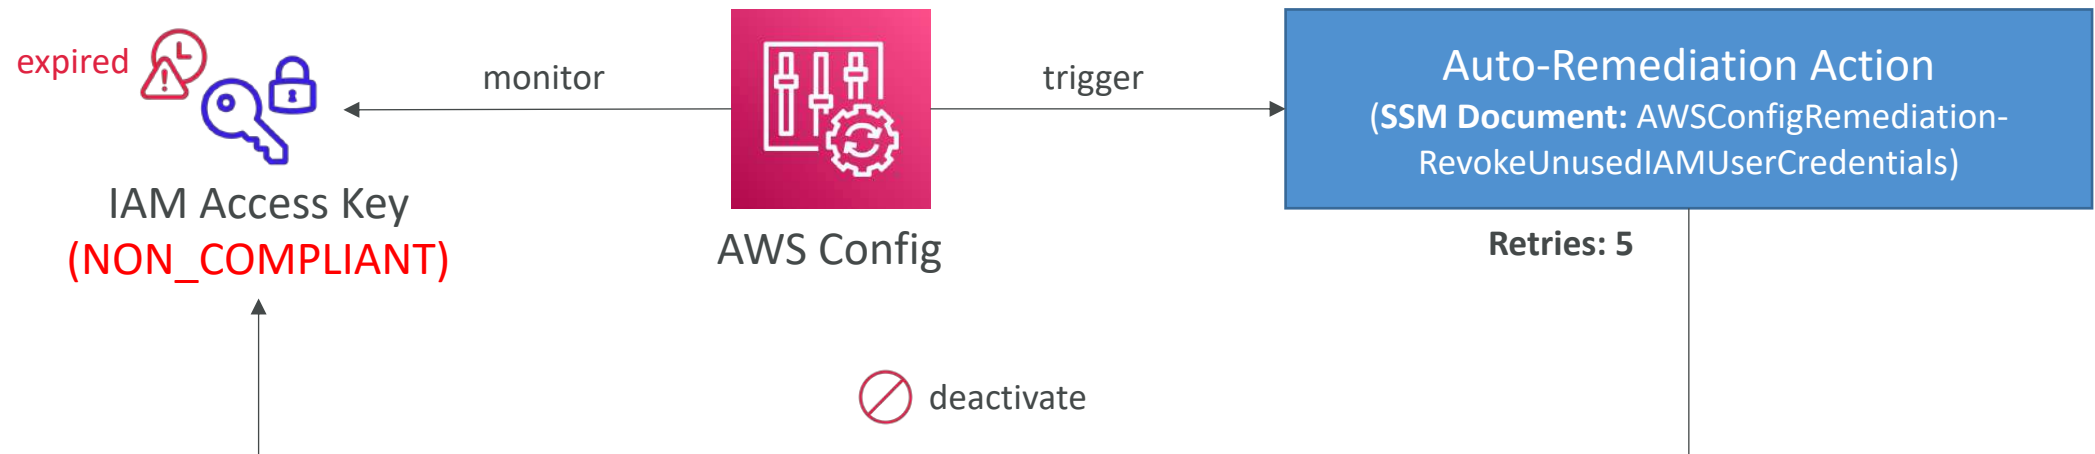 expired
IAM Access Key
(NON_COMPLIANT)
monitor
AWS Config
trigger
Auto-Remediation Action
(SSM Document: AWSConfigRemediation-
RevokeUnusedIAMUserCredentials)
Retries: 5
deactivate